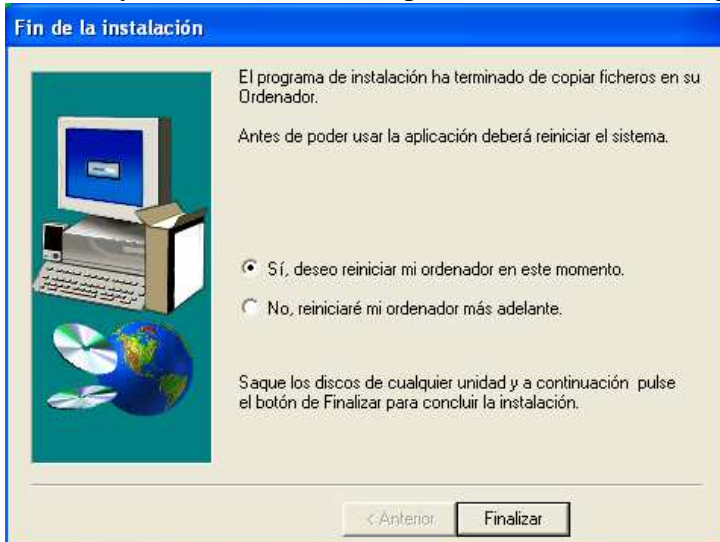 Fin de la instalación
El programa de instalación ha terminado de copiar ficheros en su
Ordenador.
Antes de poder usar la aplicación deberá reiniciar el sistema.
Sí, deseo reiniciar mi ordenador en este momento.
No, reiniciaré mi ordenador más adelante.
Saque los discos de cualquier unidad y a continuación pulse
el botón de Finalizar para concluir la instalación.
< Anterior Finalizar